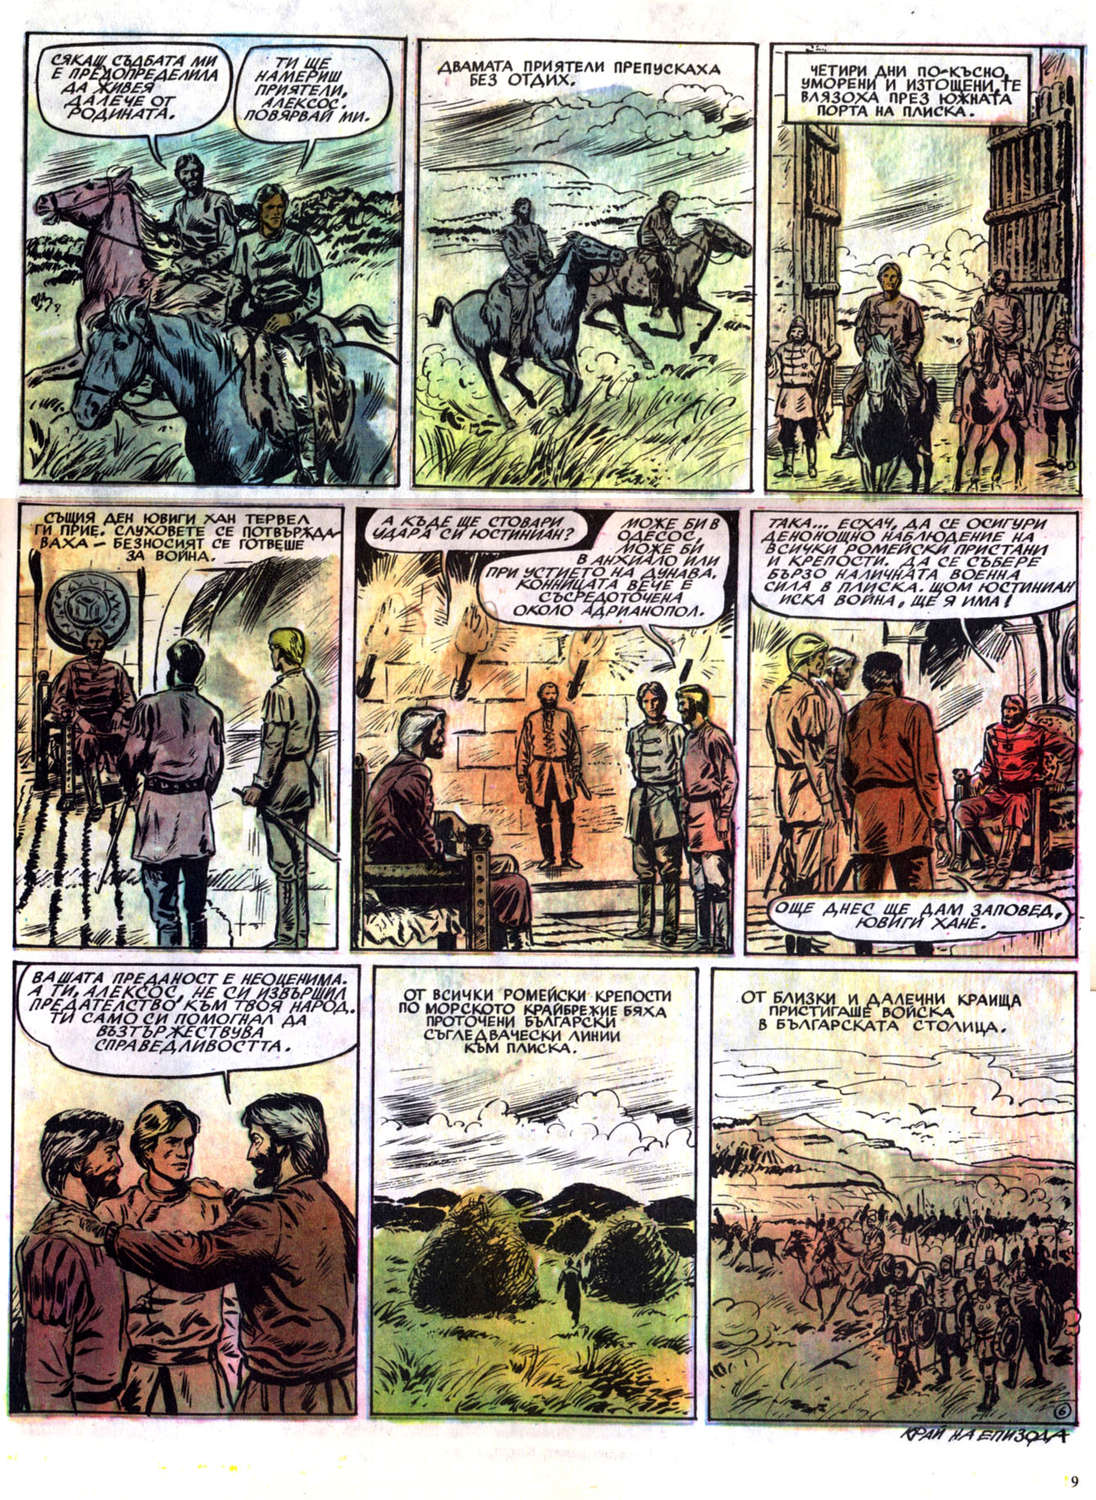 СЯКАШ СЪДБАТА МИ
Е ПРЕДОПРЕДЕЛИЛА
ДА ЖИВЕЯ
ДАЛЕЧЕ ОТ
РОДИНАТА.
ТИ ЩЕ
НАМЕРИШ
ПРИЯТЕЛИ,
АЛЕКСОС.
ПОВЯРВАЙ МИ.
ДВАМАТА ПРИЯТЕЛИ ПРЕПУСКАХА
БЕЗ ОТДИХ.
ЧЕТИРИ ДНИ ПО-КЪСНО,
УМОРЕНИ И ИЗТОЩЕНИ, ТЕ
ВЛЯЗОХА ПРЕЗ ЮЖНАТА
ПОРТА НА ПЛИСКА.
СЪЩИЯ ДЕН ЮВИГИ ХАН ТЕРВЕЛ
ГИ ПРИЕ. СЛУХОВЕТЕ СЕ ПОТВЪРЖДА-
ВАХА – БЕЗНОСИЯТ СЕ ГОТВЕШЕ
ЗА ВОЙНА.
А КЪДЕ ЩЕ СТОВАРИ
УДАРА СИ ЮСТИНИАН?
МОЖЕ БИ В
ОДЕСОС,
МОЖЕ БИ
В АНХИАЛО ИЛИ
ПРИ УСТИЕТО НА ДУНАВА.
КОННИЦАТА ВЕЧЕ Е
СЪСРЕДОТОЧЕНА
ОКОЛО АДРИАНОПОЛ.
ТАКА... ЕСХАЧ, ДА СЕ ОСИГУРИ
ДЕНОНОЩНО НАБЛЮДЕНИЕ НА
ВСИЧКИ РОМЕЙСКИ ПРИСТАНИ
И КРЕПОСТИ. ДА СЕ СЪБЕРЕ
БЪРЗО НАЛИЧНАТА ВОЕННА
СИЛА В ПЛИСКА. ЩОМ ЮСТИНИАН
ИСКА ВОЙНА, ЩЕ Я ИМА!
ОЩЕ ДНЕС ЩЕ ДАМ ЗАПОВЕД,
ЮВИГИ ХАНЕ.
ВАШАТА ПРЕДАНОСТ Е НЕОЦЕНИМА.
А ТИ АЛЕКСОС, НЕ СИ ИЗВЪРШИЛ
ПРЕДАТЕЛСТВО КЪМ ТВОЯ НАРОД.
ТИ САМО СИ ПОМОГНАЛ ДА
ВЪЗТЪРЖЕСТВУВА
СПРАВЕДЛИВОСТТА.
ОТ ВСИЧКИ РОМЕЙСКИ КРЕПОСТИ
ПО МОРСКОТО КРАЙБРЕЖИЕ БЯХА
ПРОТОЧЕНИ БЪЛГАРСКИ
СЪГЛЕДВАЧЕСКИ ЛИНИИ
КЪМ ПЛИСКА.
ОТ БЛИЗКИ И ДАЛЕЧНИ КРАИЩА
ПРИСТИГАШЕ ВОЙСКА
В БЪЛГАРСКАТА СТОЛИЦА.
6
КРАЙ НА ЕПИЗОДА
9